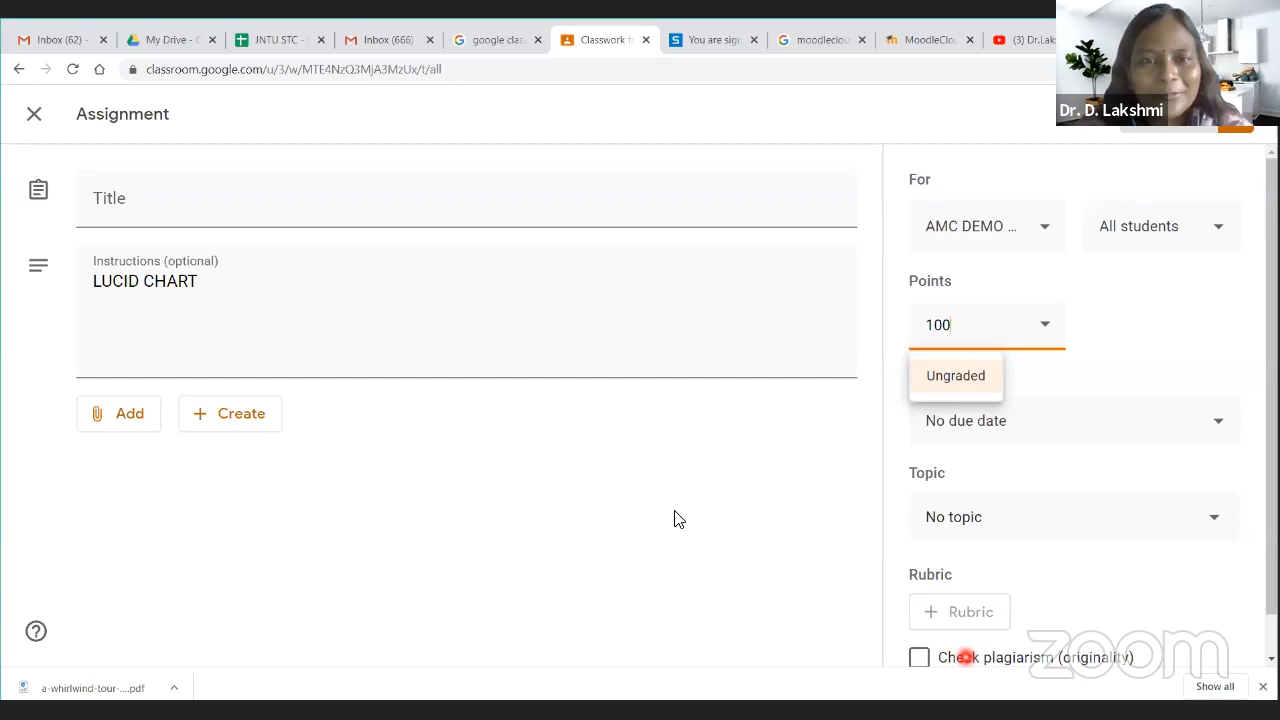 Inbox (62) -
My Drive - G
JNTU STC -
Inbox (666)
google clas
Classwork f
You are sig
moodleclou
MoodleClou
(3) Dr.Lak
classroom.google.com/u/3/w/MTE4NzQ3MjA3MzUx/t/all
Dr. D. Lakshmi
Assignment
For
Title
AMC DEMO ...
All students
Instructions (optional)
LUCID CHART
Points
100
Ungraded
Add
Create
No due date
Topic
No topic
Rubric
Rubric
Check plagiarism (originality)
zoom
a-whirlwind-tour-....pdf
Show all